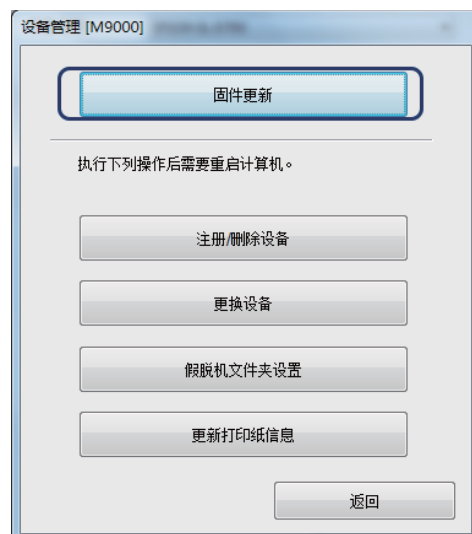 设备管理 [M9000]
固件更新
执行下列操作后需要重启计算机。
注册/删除设备
更换设备
假脱机文件夹设置
更新打印纸信息
返回